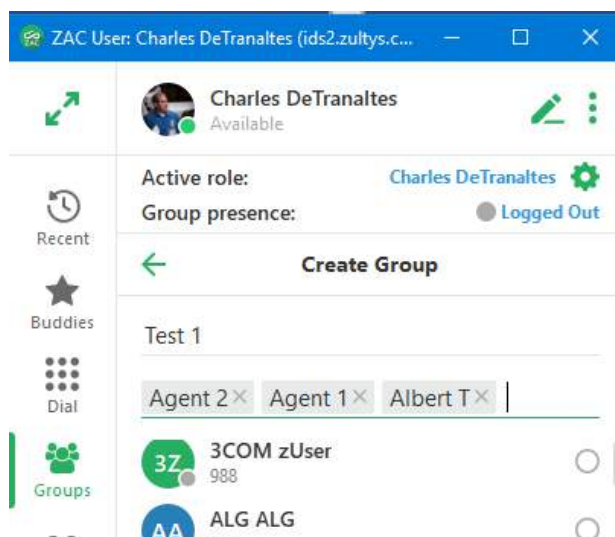 ZAC User: Charles DeTranaltes (ids2.zultys.c...
Charles DeTranaltes
Available
Active role: Charles DeTranaltes
Group presence: Logged Out
Recent
Create Group
Buddies
Test 1
Dial
Agent 2 Agent 1 Albert T
3Z 3COM zUser
988
Groups
AA ALG ALG